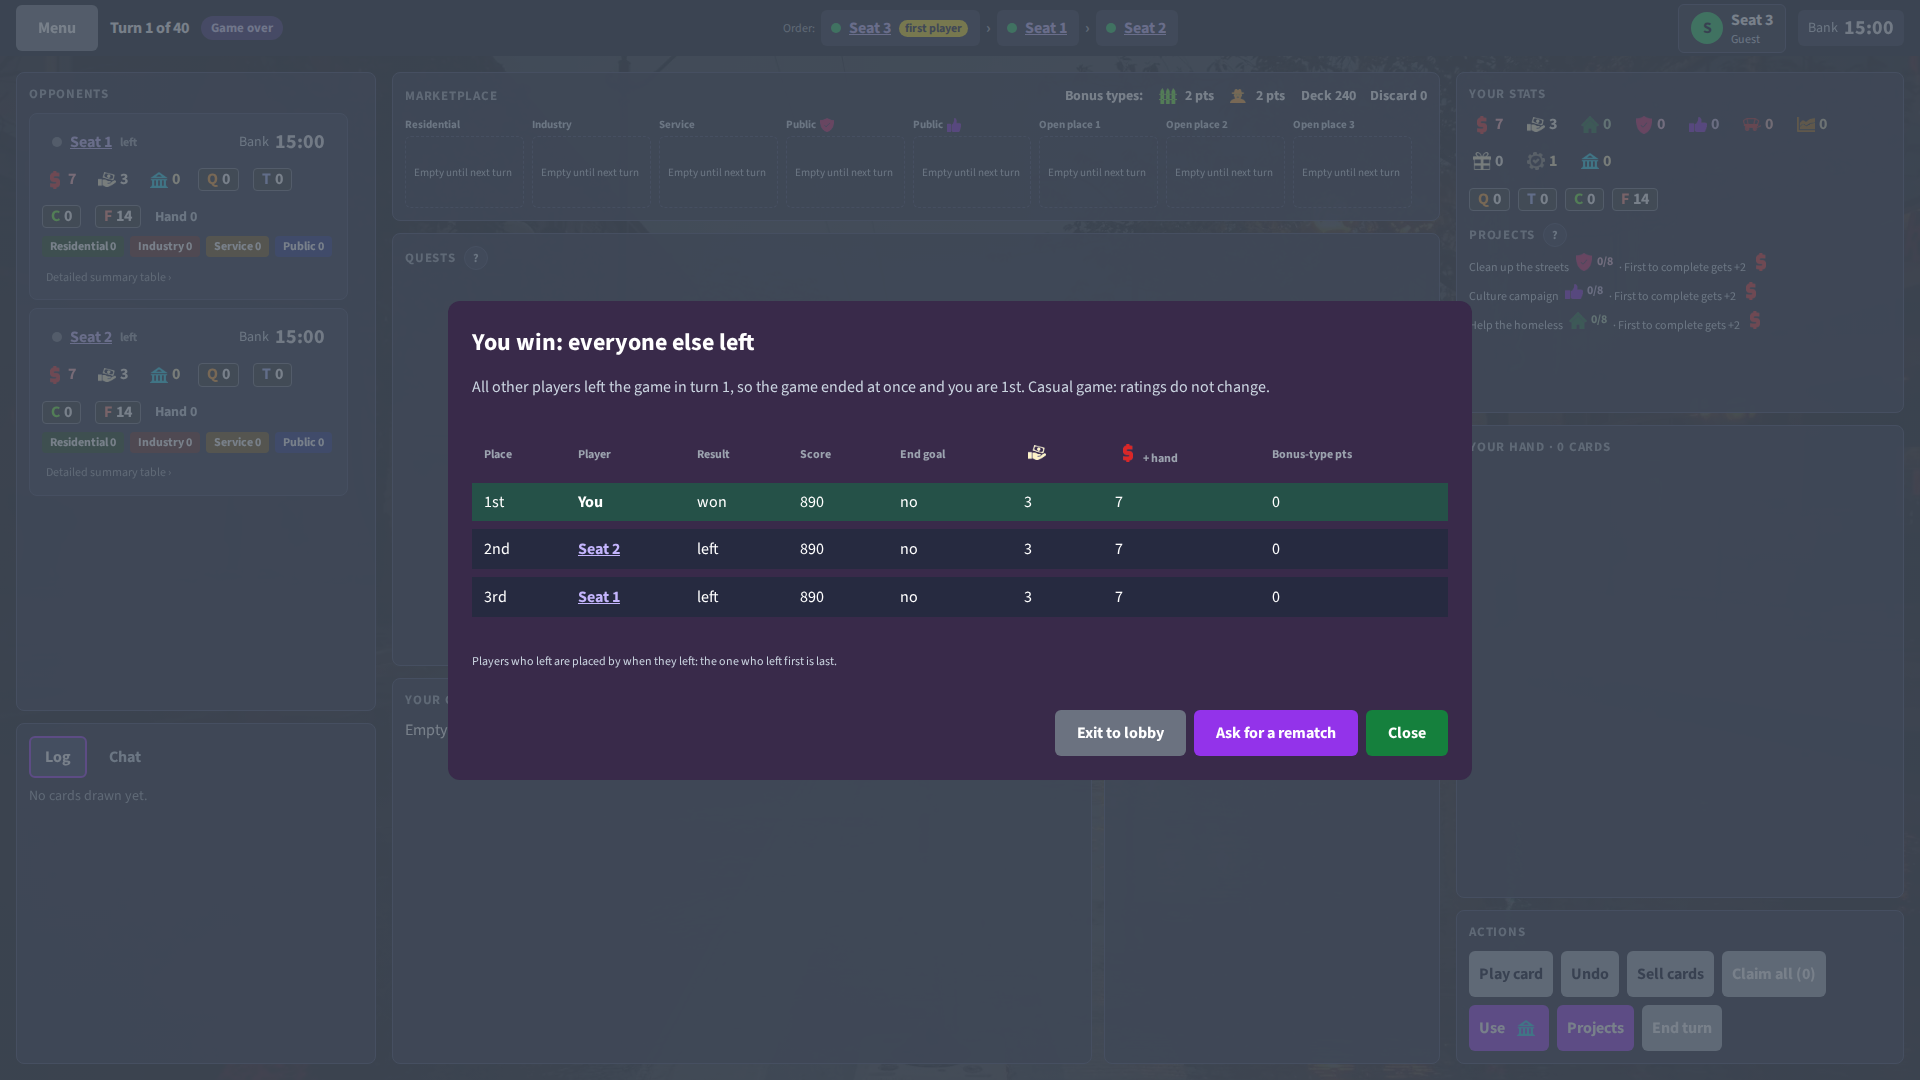 Menu
Turn 1 of 40
Game over
Order:
Seat 3 first player › Seat 1 › Seat 2
S
Seat 3
Guest
Bank 15:00
OPPONENTS
Seat 1 left
Bank 15:00
7 3 0 Q 0 T 0
C 0 F 14 Hand 0
Residential 0 Industry 0 Service 0 Public 0
Detailed summary table ›
Seat 2 left
Bank 15:00
7 3 0 Q 0 T 0
C 0 F 14 Hand 0
Residential 0 Industry 0 Service 0 Public 0
Detailed summary table ›
Log
Chat
No cards drawn yet.
MARKETPLACE
Bonus types: 2 pts 2 pts Deck 240 Discard 0
Residential Industry Service Public Public Open place 1 Open place 2 Open place 3
Empty until next turn Empty until next turn Empty until next turn Empty until next turn Empty until next turn Empty until next turn Empty until next turn Empty until next turn
QUESTS ?
You win: everyone else left
All other players left the game in turn 1, so the game ended at once and you are 1st. Casual game: ratings do not change.
Place Player Result Score End goal + hand Bonus-type pts
1st You won 890 no 3 7 0
2nd Seat 2 left 890 no 3 7 0
3rd Seat 1 left 890 no 3 7 0
Players who left are placed by when they left: the one who left first is last.
Exit to lobby
Ask for a rematch
Close
YOUR
Empty
YOUR STATS
7 3 0 0 0 0 0
0 1 0
Q 0 T 0 C 0 F 14
PROJECTS ?
Clean up the streets 0/8 · First to complete gets +2
Culture campaign 0/8 · First to complete gets +2
Help the homeless 0/8 · First to complete gets +2
YOUR HAND · 0 CARDS
ACTIONS
Play card
Undo
Sell cards
Claim all (0)
Use
Projects
End turn